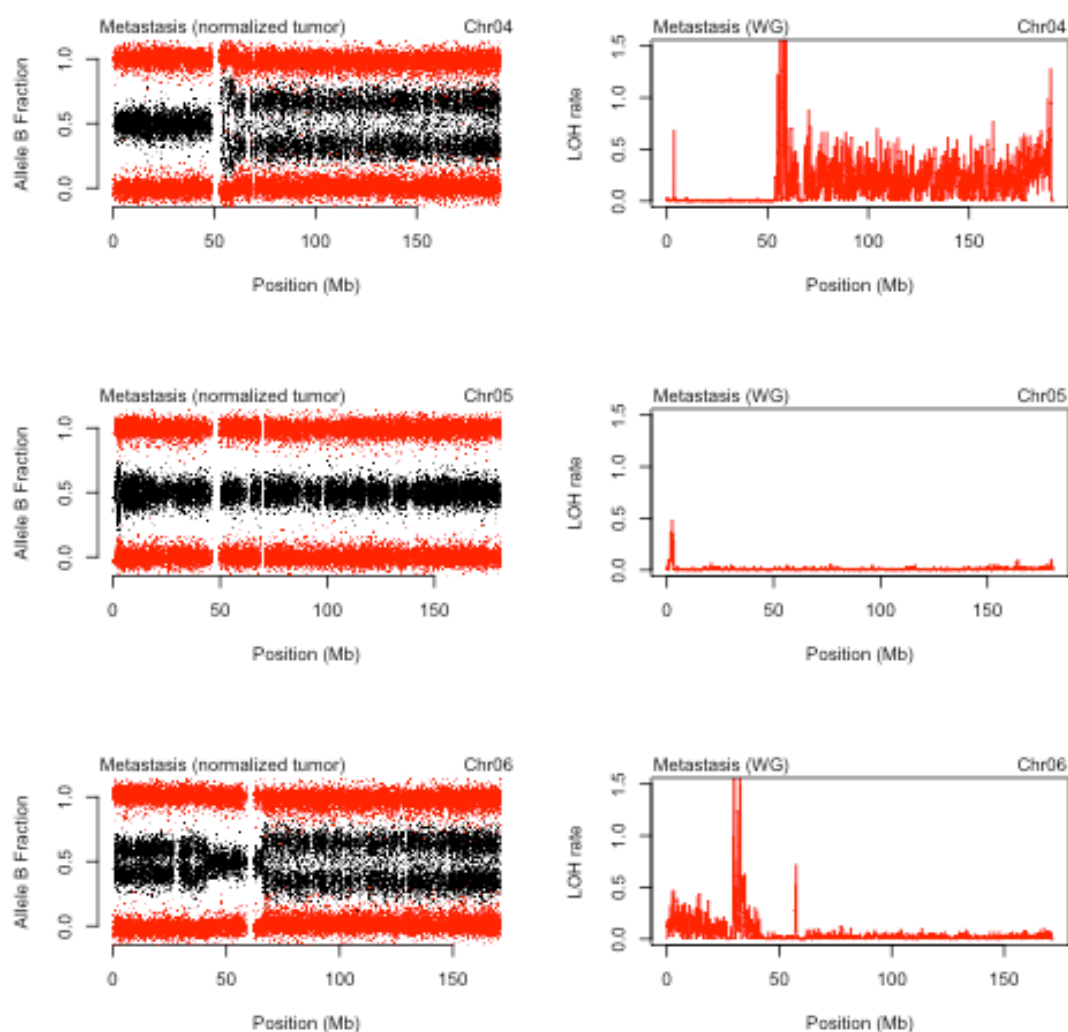 Metastasis (normalized tumor) Chr04
Allele B Fraction
1.0
0.5
0.0
0 50 100 150
Position (Mb)
Metastasis (WG) Chr04
LOH rate
1.5
1.0
0.5
0.0
0 50 100 150
Position (Mb)
Metastasis (normalized tumor) Chr05
Allele B Fraction
1.0
0.5
0.0
0 50 100 150
Position (Mb)
Metastasis (WG) Chr05
LOH rate
1.5
1.0
0.5
0.0
0 50 100 150
Position (Mb)
Metastasis (normalized tumor) Chr06
Allele B Fraction
1.0
0.5
0.0
0 50 100 150
Position (Mb)
Metastasis (WG) Chr06
LOH rate
1.5
1.0
0.5
0.0
0 50 100 150
Position (Mb)